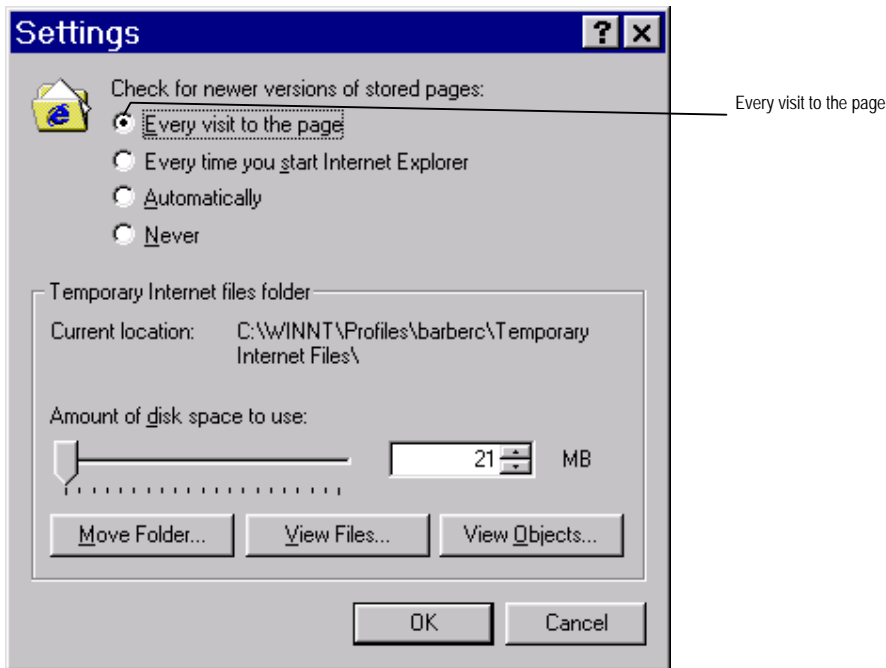 Settings
Check for newer versions of stored pages:
Every visit to the page
Every visit to the page
Every time you start Internet Explorer
Automatically
Never
Temporary Internet files folder
Current location: C:\WINNT\Profiles\barberc\Temporary
Internet Files\
Amount of disk space to use:
21 MB
Move Folder... View Files... View Objects...
OK Cancel